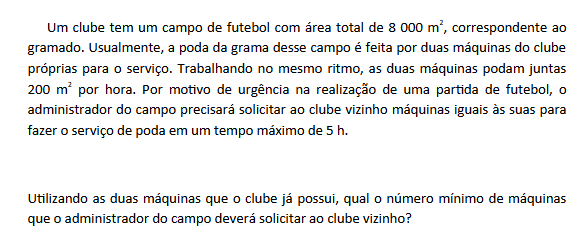 Um clube tem um campo de futebol com área total de 8 000 m², correspondente ao
gramado. Usualmente, a poda da grama desse campo é feita por duas máquinas do clube
próprias para o serviço. Trabalhando no mesmo ritmo, as duas máquinas podam juntas
200 m² por hora. Por motivo de urgência na realização de uma partida de futebol, o
administrador do campo precisará solicitar ao clube vizinho máquinas iguais às suas para
fazer o serviço de poda em um tempo máximo de 5 h.
Utilizando as duas máquinas que o clube já possui, qual o número mínimo de máquinas
que o administrador do campo deverá solicitar ao clube vizinho?